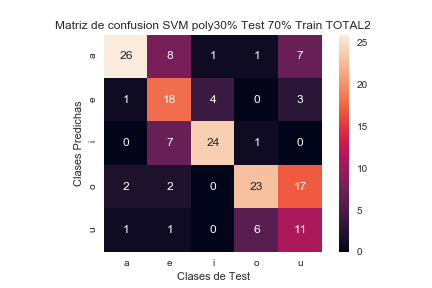 Matriz de confusion SVM poly30% Test 70% Train TOTAL2
Clases Predichas
a 26 8 1 1 7
e 1 18 4 0 3
i 0 7 24 1 0
o 2 2 0 23 17
u 1 1 0 6 11
a e i o u
Clases de Test
25
20
15
10
5
0